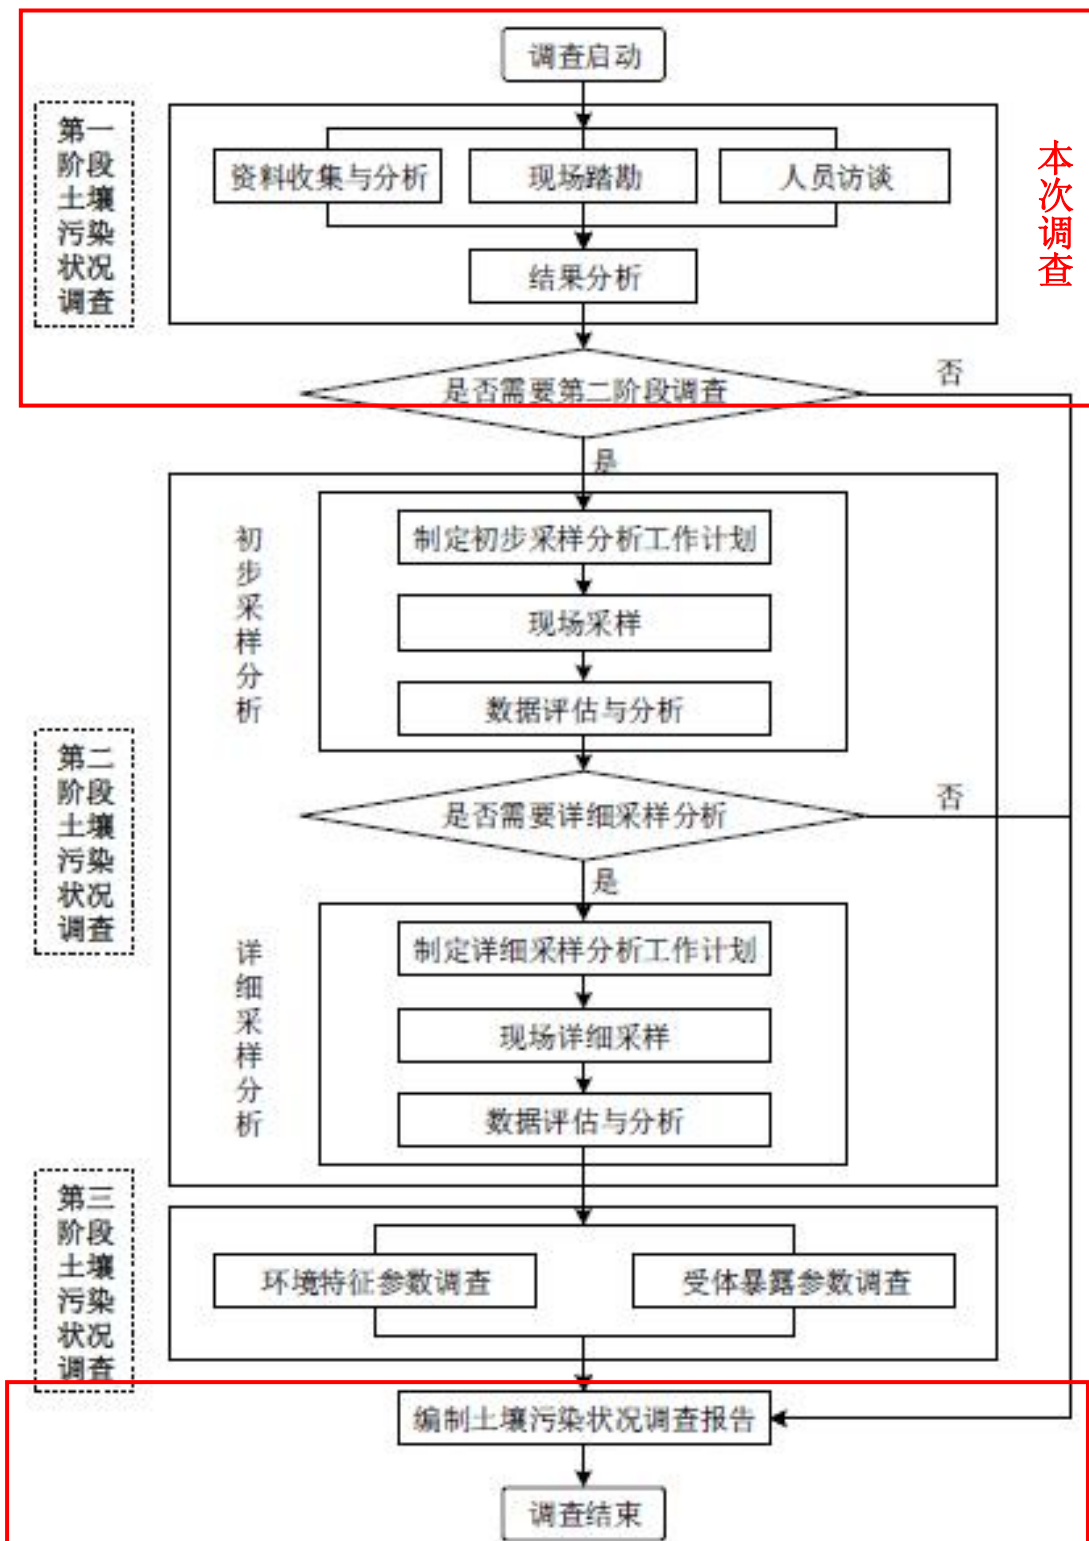 调查启动
第一阶段土壤污染状况调查
资料收集与分析
现场踏勘
人员访谈
本次调查
结果分析
是否需要第二阶段调查
否
是
初步采样分析
制定初步采样分析工作计划
现场采样
数据评估与分析
第二阶段土壤污染状况调查
是否需要详细采样分析
否
是
详细采样分析
制定详细采样分析工作计划
现场详细采样
数据评估与分析
第三阶段土壤污染状况调查
环境特征参数调查
受体暴露参数调查
编制土壤污染状况调查报告
调查结束